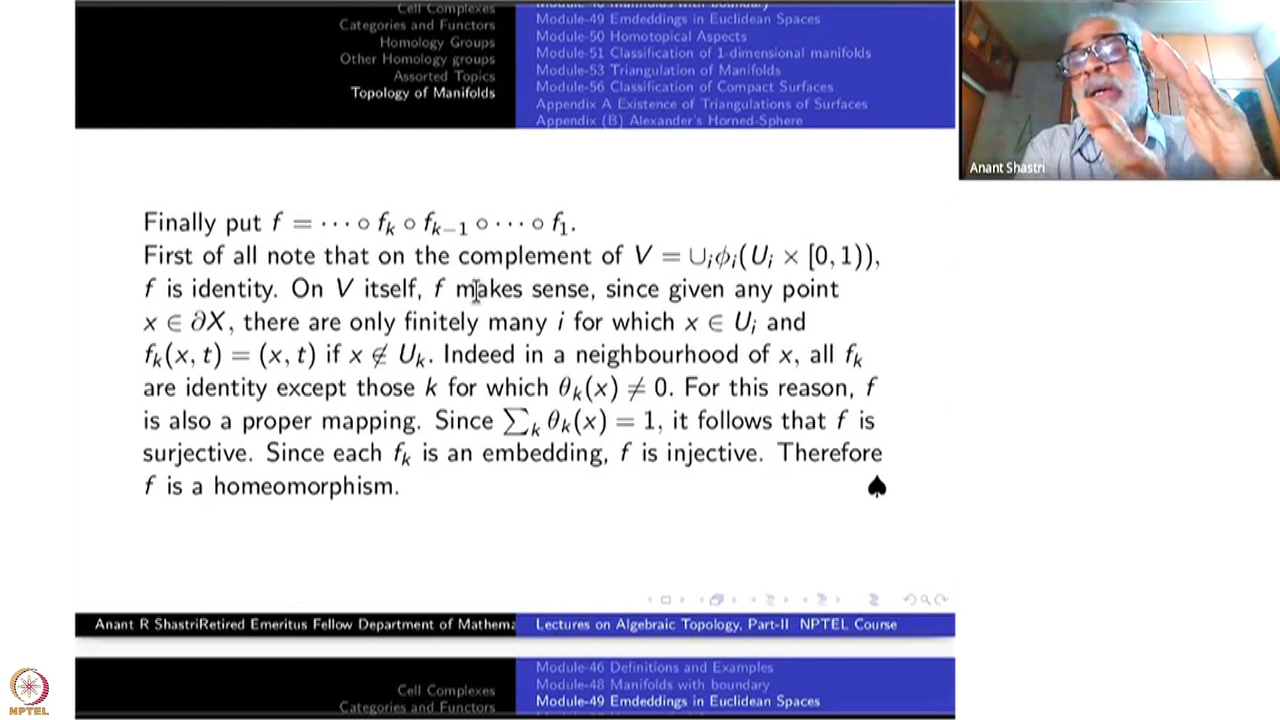 Cell Complexes
Categories and Functors
Homology Groups
Other Homology groups
Assorted Topics
Topology of Manifolds
Module-49 Emdeddings in Euclidean Spaces
Module-50 Homotopical Aspects
Module-51 Classification of 1-dimensional manifolds
Module-53 Triangulation of Manifolds
Module-56 Classification of Compact Surfaces
Appendix A Existence of Triangulations of Surfaces
Appendix (B) Alexander's Horned-Sphere
Anant Shastri
Finally put f = ··· ∘ f_k ∘ f_{k−1} ∘ ··· ∘ f_1.
First of all note that on the complement of V = ∪_iϕ_i(U_i × [0, 1)),
f is identity. On V itself, f makes sense, since given any point
x ∈ ∂X, there are only finitely many i for which x ∈ U_i and
f_k(x, t) = (x, t) if x ∉ U_k. Indeed in a neighbourhood of x, all f_k
are identity except those k for which θ_k(x) ≠ 0. For this reason, f
is also a proper mapping. Since ∑_k θ_k(x) = 1, it follows that f is
surjective. Since each f_k is an embedding, f is injective. Therefore
f is a homeomorphism. ♠
Anant R ShastriRetired Emeritus Fellow Department of Mathema
Lectures on Algebraic Topology, Part-II NPTEL Course
Cell Complexes
Categories and Functors
Module-46 Definitions and Examples
Module-48 Manifolds with boundary
Module-49 Emdeddings in Euclidean Spaces
NPTEL